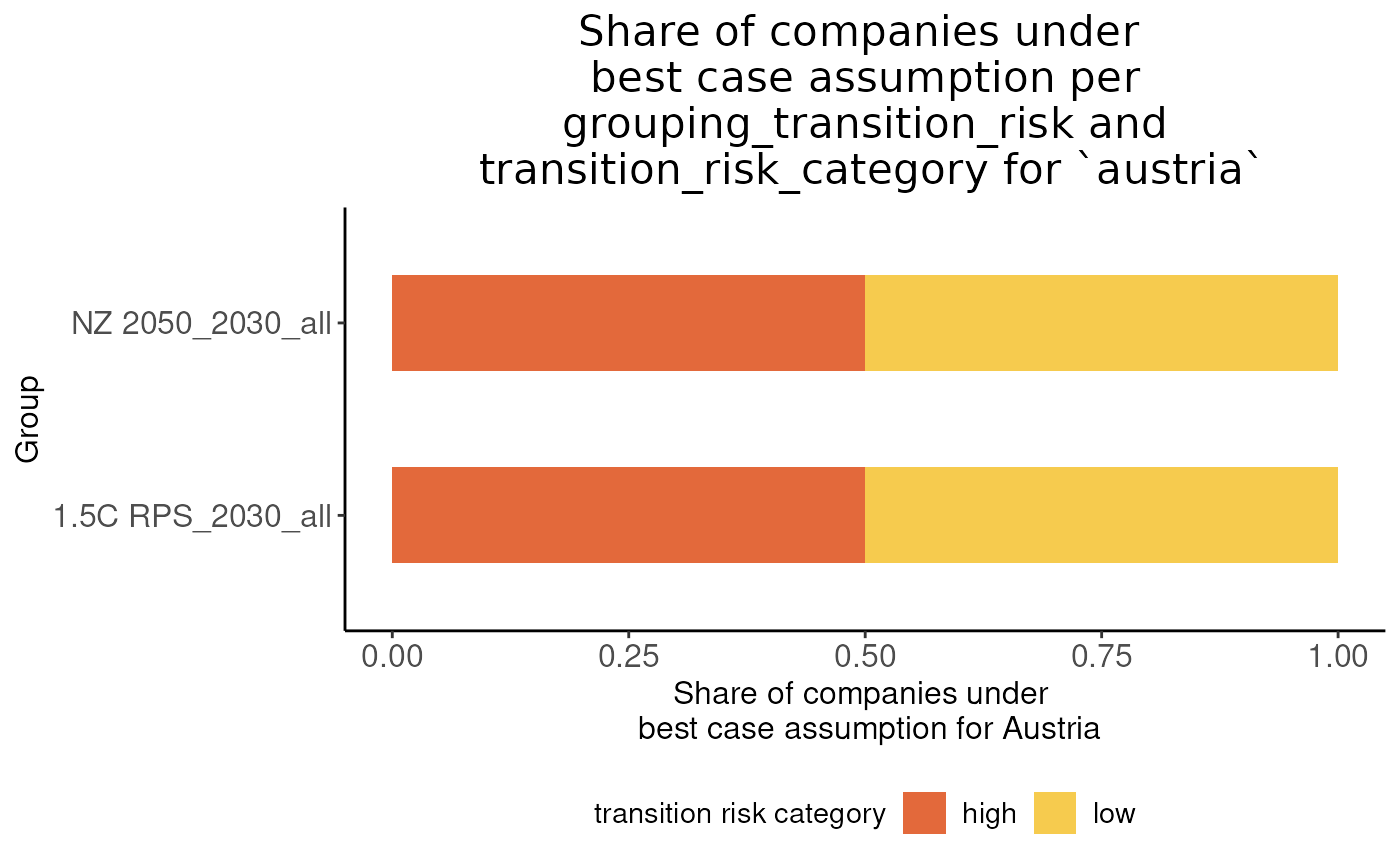 Share of companies under
best case assumption per
grouping_transition_risk and
transition_risk_category for `austria`
NZ 2050_2030_all
Group
1.5C RPS_2030_all
0.00 0.25 0.50 0.75 1.00
Share of companies under
best case assumption for Austria
transition risk category high low